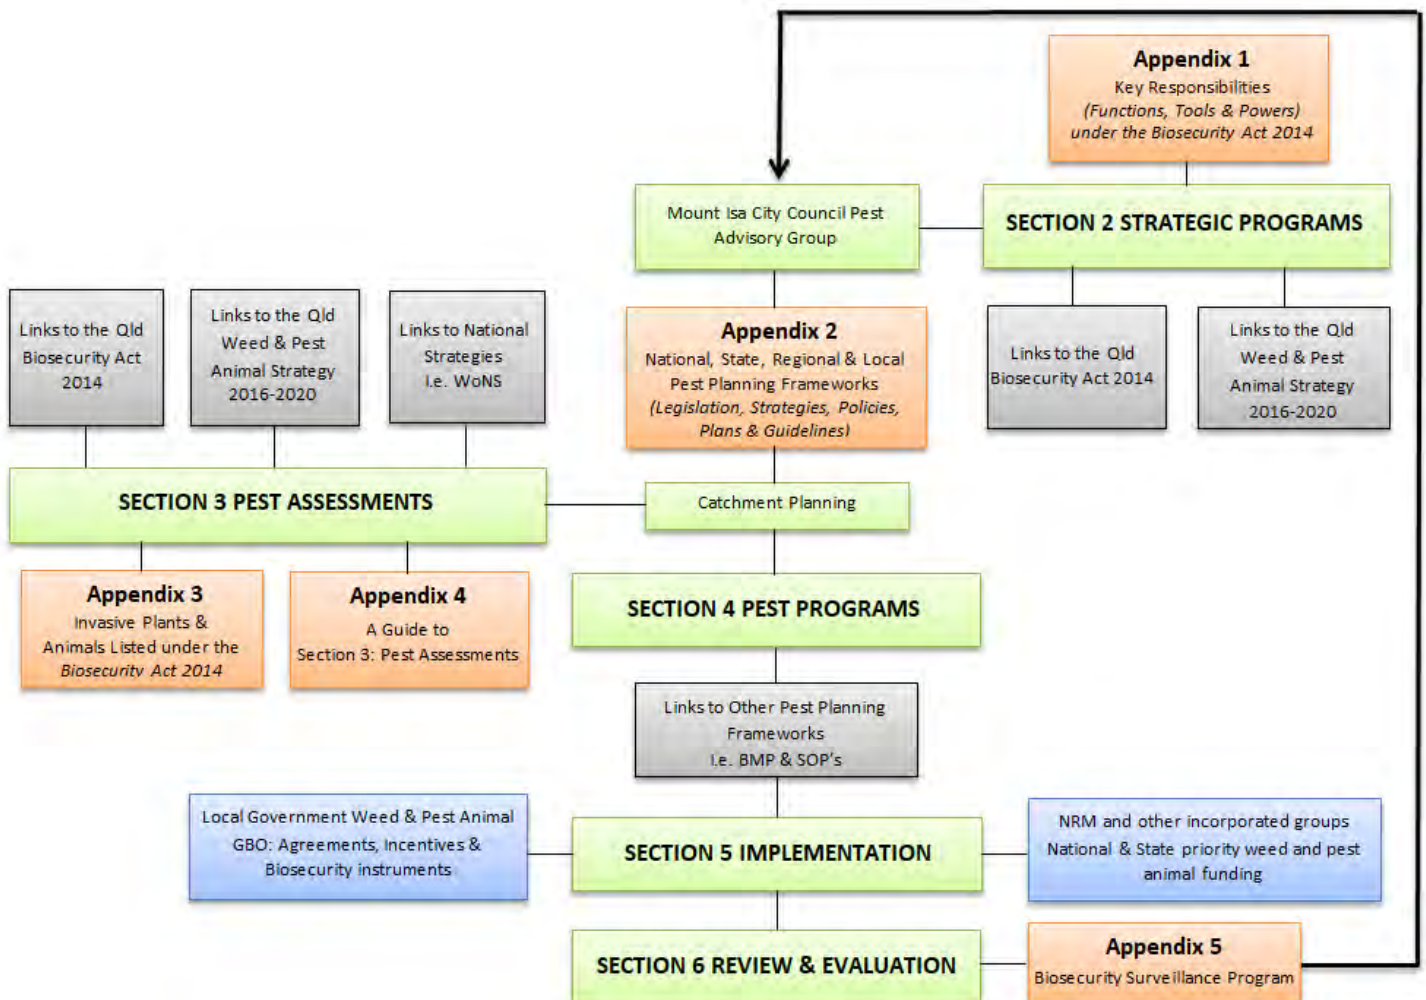 Appendix 1
Key Responsibilities
(Functions, Tools & Powers)
under the Biosecurity Act 2014
Mount Isa City Council Pest
Advisory Group
SECTION 2 STRATEGIC PROGRAMS
Links to the Qld
Biosecurity Act
2014
Links to the Qld
Weed & Pest
Animal Strategy
2016-2020
Links to National
Strategies
I.e. WoNS
Appendix 2
National, State, Regional & Local
Pest Planning Frameworks
(Legislation, Strategies, Policies,
Plans & Guidelines)
Links to the Qld
Biosecurity Act 2014
Links to the Qld
Weed & Pest
Animal Strategy
2016-2020
SECTION 3 PEST ASSESSMENTS
Catchment Planning
Appendix 3
Invasive Plants &
Animals Listed under the
Biosecurity Act 2014
Appendix 4
A Guide to
Section 3: Pest Assessments
SECTION 4 PEST PROGRAMS
Links to Other Pest Planning
Frameworks
I.e. BMP & SOP's
Local Government Weed & Pest Animal
GBO: Agreements, Incentives &
Biosecurity instruments
SECTION 5 IMPLEMENTATION
NRM and other incorporated groups
National & State priority weed and pest
animal funding
SECTION 6 REVIEW & EVALUATION
Appendix 5
Biosecurity Surveillance Program